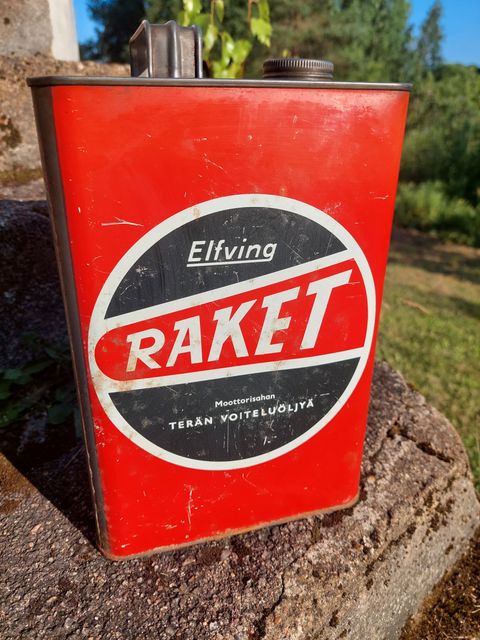 Elfving
RAKET
Moottorisahan
TERÄN VOITELUÖLJYÄ